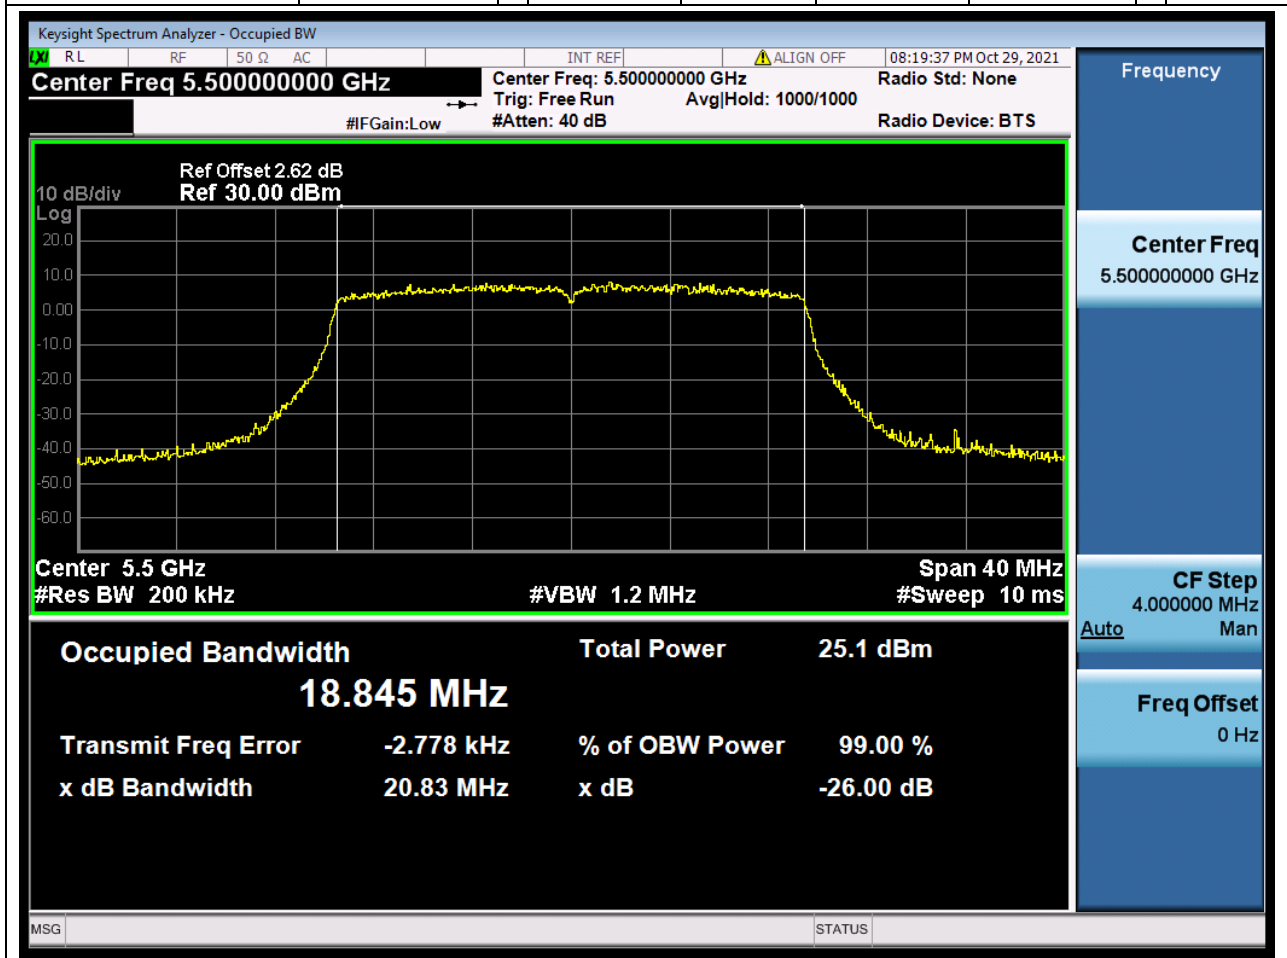 Keysight Spectrum Analyzer - Occupied BW
LXI RL RF 50 Ω AC INT REF ALIGN OFF 08:19:37 PM Oct 29, 2021
Center Freq 5.500000000 GHz
Center Freq: 5.500000000 GHz Radio Std: None
Trig: Free Run Avg|Hold: 1000/1000
#IFGain:Low #Atten: 40 dB Radio Device: BTS
Ref Offset 2.62 dB
10 dB/div Ref 30.00 dBm
Log
20.0
10.0
0.00
-10.0
-20.0
-30.0
-40.0
-50.0
-60.0
Center 5.5 GHz Span 40 MHz
#Res BW 200 kHz #VBW 1.2 MHz #Sweep 10 ms
Occupied Bandwidth Total Power 25.1 dBm
18.845 MHz
Transmit Freq Error -2.778 kHz % of OBW Power 99.00 %
x dB Bandwidth 20.83 MHz x dB -26.00 dB
MSG STATUS
Frequency
Center Freq
5.500000000 GHz
CF Step
4.000000 MHz
Auto Man
Freq Offset
0 Hz